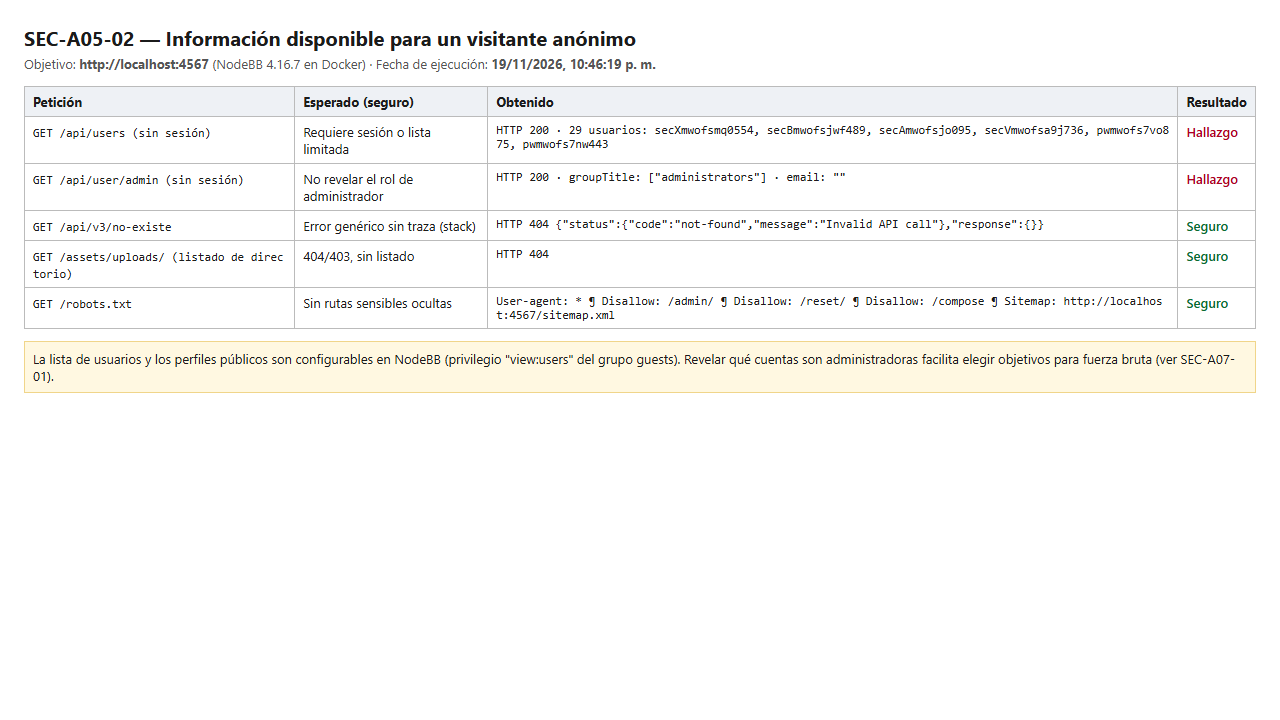 SEC-A05-02 — Información disponible para un visitante anónimo
Objetivo: http://localhost:4567 (NodeBB 4.16.7 en Docker) · Fecha de ejecución: 19/11/2026, 10:46:19 p. m.
Petición Esperado (seguro) Obtenido Resultado
GET /api/users (sin sesión)
Requiere sesión o lista
limitada
HTTP 200 · 29 usuarios: secXmwofsmq0554, secBmwofsjwf489, secAmwofsjo095, secVmwofsa9j736, pwmwofs7vo8
75, pwmwofs7nw443
Hallazgo
GET /api/user/admin (sin sesión)
No revelar el rol de
administrador
HTTP 200 · groupTitle: ["administrators"] · email: ""
Hallazgo
GET /api/v3/no-existe
Error genérico sin traza (stack)
HTTP 404 {"status":{"code":"not-found","message":"Invalid API call"},"response":{}}
Seguro
GET /assets/uploads/ (listado de direc
torio)
404/403, sin listado
HTTP 404
Seguro
GET /robots.txt
Sin rutas sensibles ocultas
User-agent: * ¶ Disallow: /admin/ ¶ Disallow: /reset/ ¶ Disallow: /compose ¶ Sitemap: http://localhos
t:4567/sitemap.xml
Seguro
La lista de usuarios y los perfiles públicos son configurables en NodeBB (privilegio "view:users" del grupo guests). Revelar qué cuentas son administradoras facilita elegir objetivos para fuerza bruta (ver SEC-A07-
01).